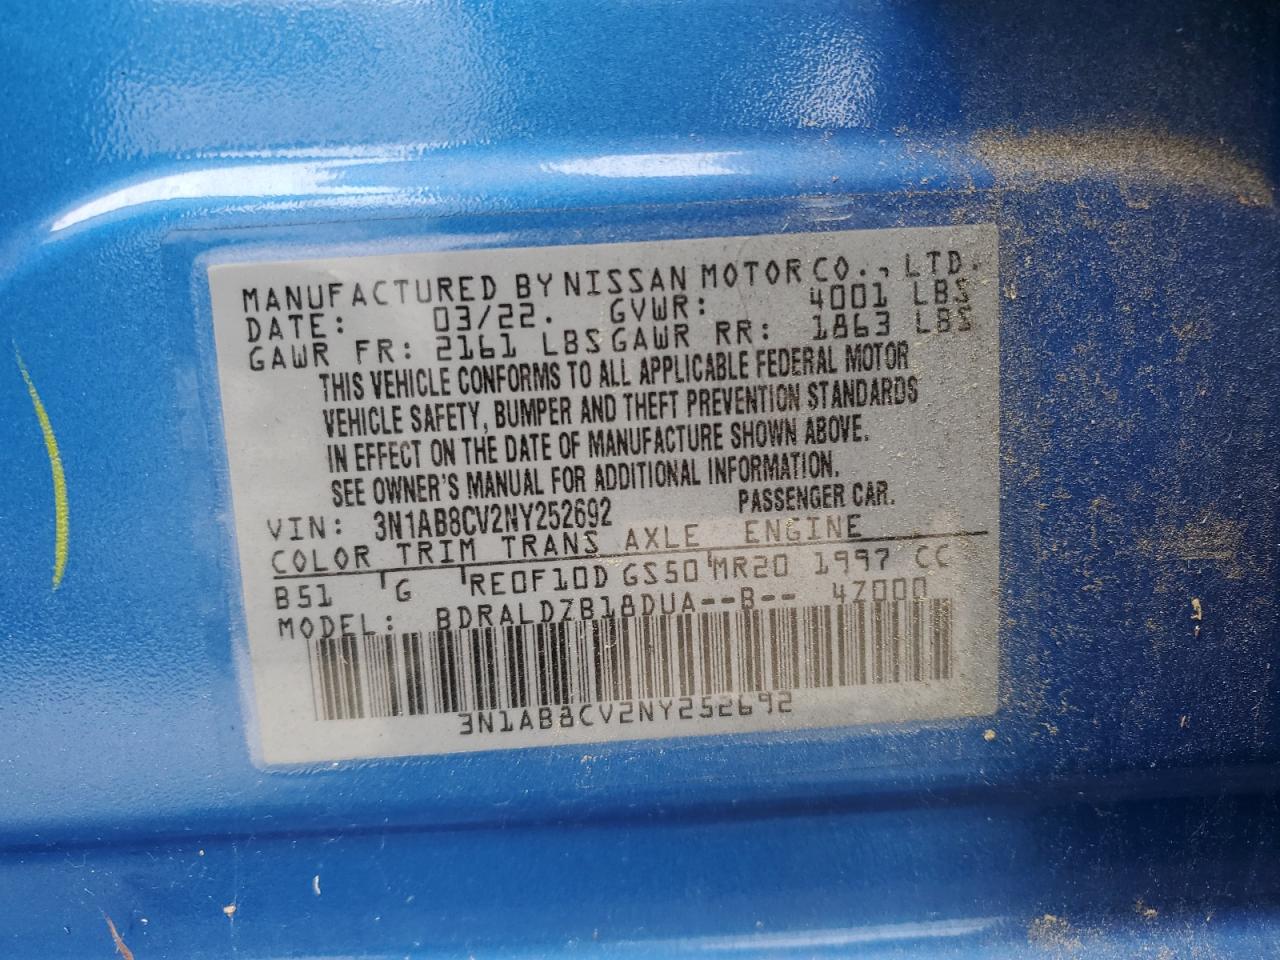 MANUFACTURED BY NISSAN MOTOR CO., LTD.
DATE: 03/22. GVWR: 4001 LBS
GAWR FR: 2161 LBS GAWR RR: 1863 LBS
THIS VEHICLE CONFORMS TO ALL APPLICABLE FEDERAL MOTOR
VEHICLE SAFETY, BUMPER AND THEFT PREVENTION STANDARDS
IN EFFECT ON THE DATE OF MANUFACTURE SHOWN ABOVE.
SEE OWNER'S MANUAL FOR ADDITIONAL INFORMATION.
VIN: 3N1AB8CV2NY252692 PASSENGER CAR.
COLOR TRIM TRANS AXLE ENGINE
B51 G RE0F10D GS50 MR20 1997 CC
MODEL: BDRALDZB18DUA--B-- 4Z000
3N1AB8CV2NY252692